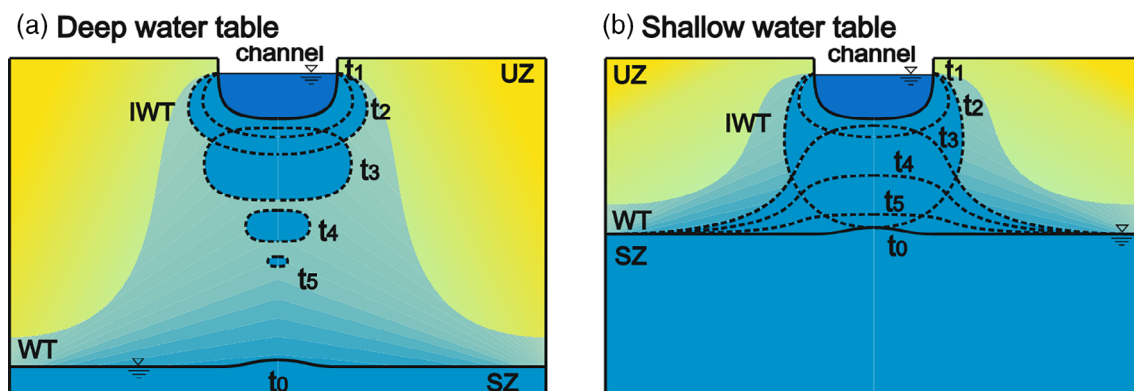 (a) Deep water table
channel
UZ
IWT
t1
t2
t3
t4
t5
WT
t0
SZ
(b) Shallow water table
channel
UZ
IWT
t1
t2
t3
t4
t5
WT
t0
SZ